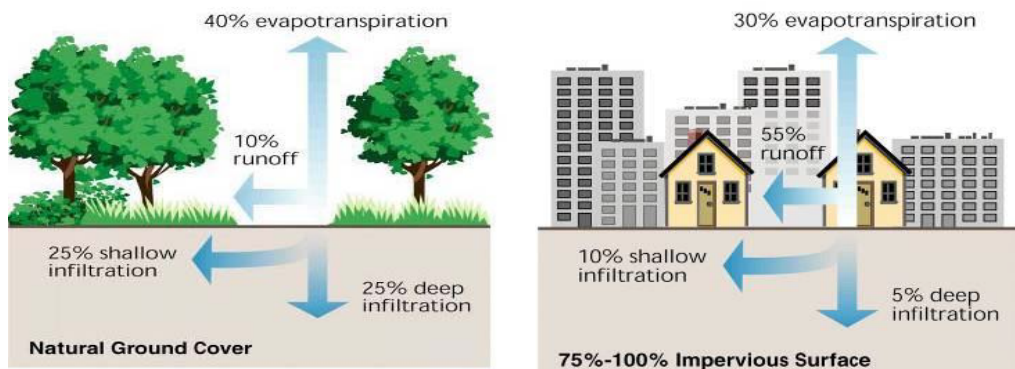 40% evapotranspiration
10%
runoff
25% shallow
infiltration
25% deep
infiltration
Natural Ground Cover
30% evapotranspiration
55%
runoff
10% shallow
infiltration
5% deep
infiltration
75%-100% Impervious Surface